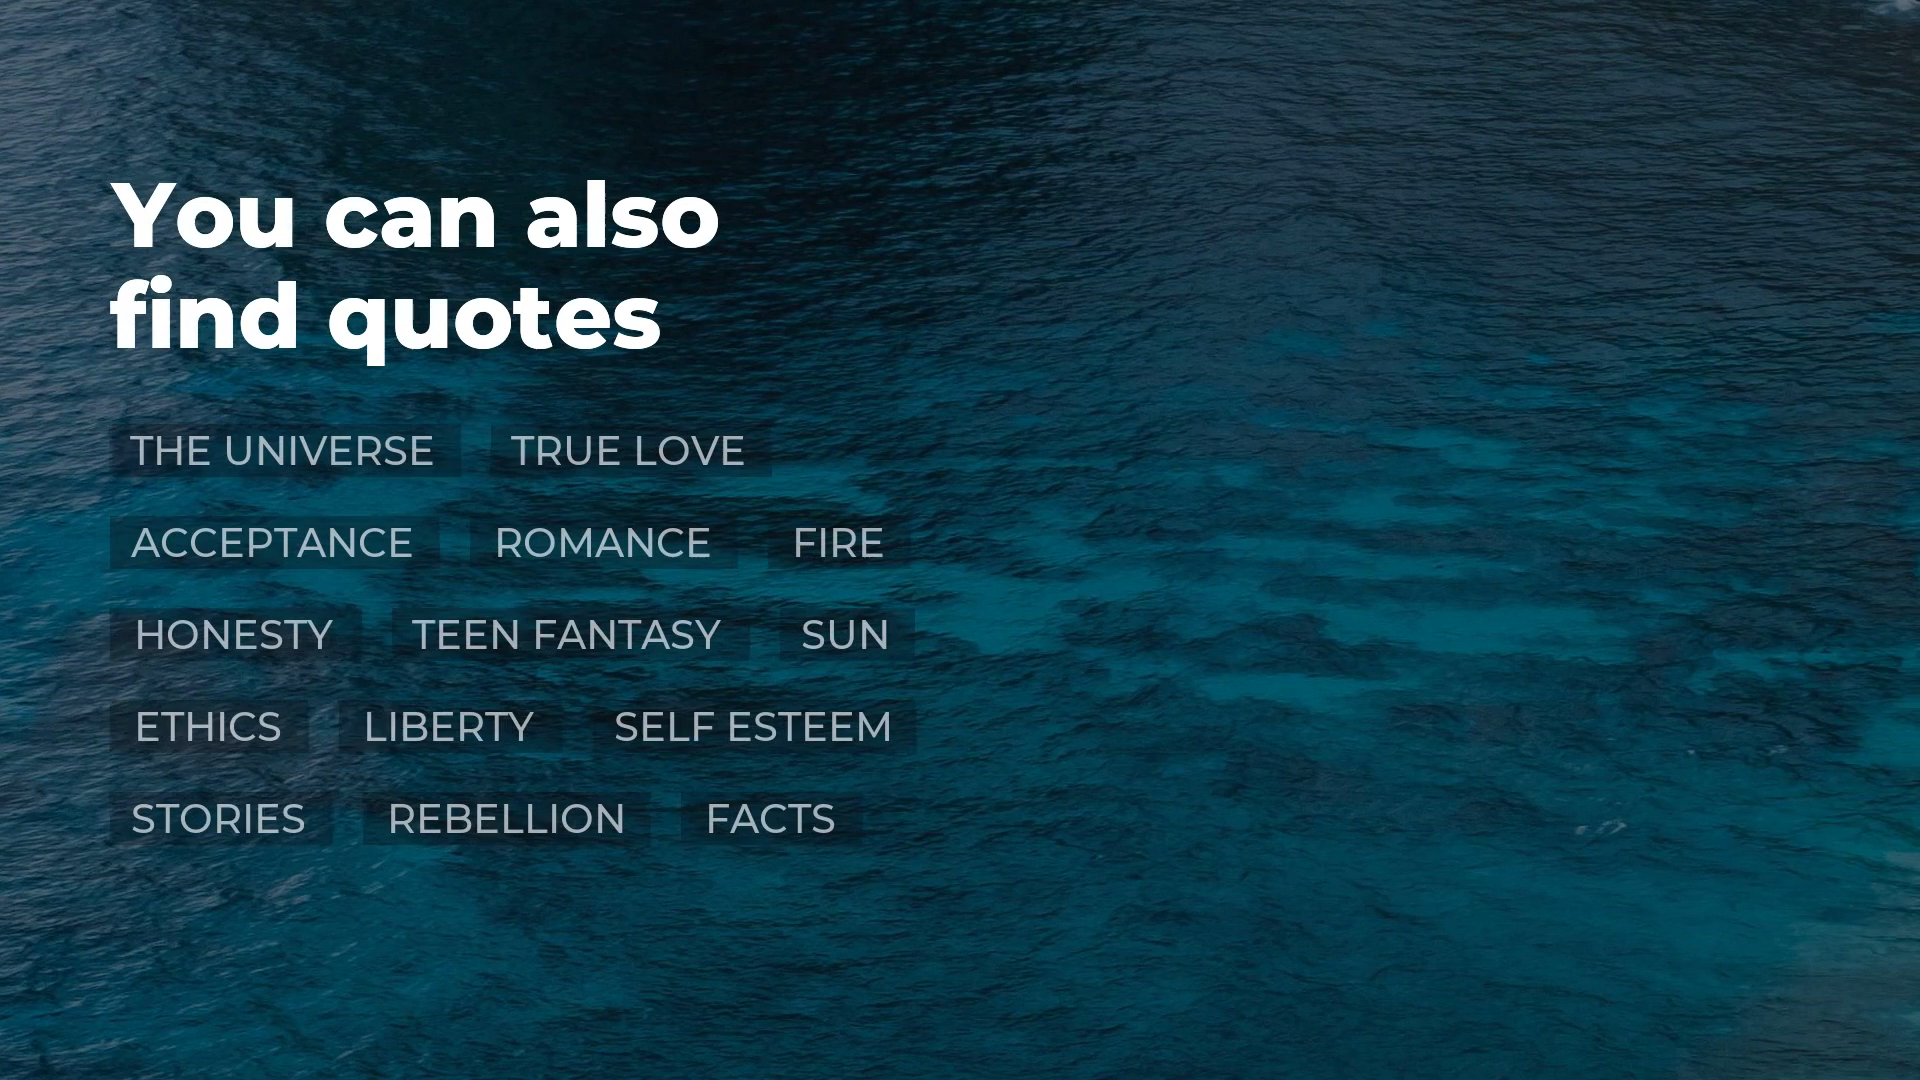 You can also
find quotes
THE UNIVERSE TRUE LOVE
ACCEPTANCE ROMANCE FIRE
HONESTY TEEN FANTASY SUN
ETHICS LIBERTY SELF ESTEEM
STORIES REBELLION FACTS